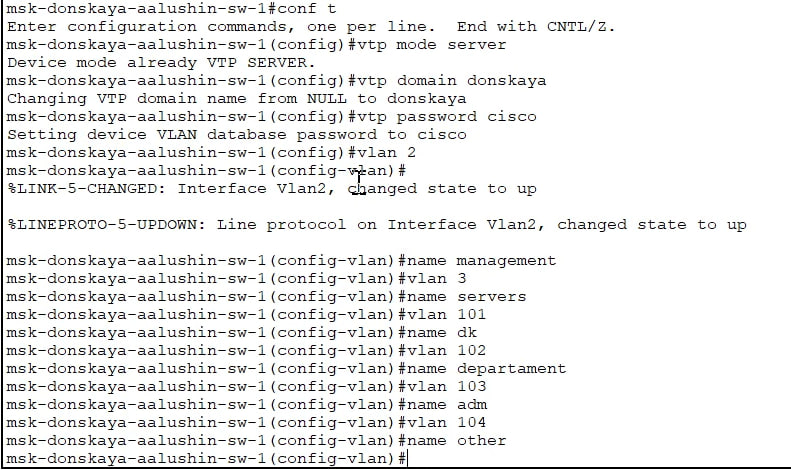 msk-donskaya-aalushin-sw-1#conf t
Enter configuration commands, one per line.  End with CNTL/Z.
msk-donskaya-aalushin-sw-1(config)#vtp mode server
Device mode already VTP SERVER.
msk-donskaya-aalushin-sw-1(config)#vtp domain donskaya
Changing VTP domain name from NULL to donskaya
msk-donskaya-aalushin-sw-1(config)#vtp password cisco
Setting device VLAN database password to cisco
msk-donskaya-aalushin-sw-1(config)#vlan 2
msk-donskaya-aalushin-sw-1(config-vlan)#
%LINK-5-CHANGED: Interface Vlan2, changed state to up
%LINEPROTO-5-UPDOWN: Line protocol on Interface Vlan2, changed state to up
msk-donskaya-aalushin-sw-1(config-vlan)#name management
msk-donskaya-aalushin-sw-1(config-vlan)#vlan 3
msk-donskaya-aalushin-sw-1(config-vlan)#name servers
msk-donskaya-aalushin-sw-1(config-vlan)#vlan 101
msk-donskaya-aalushin-sw-1(config-vlan)#name dk
msk-donskaya-aalushin-sw-1(config-vlan)#vlan 102
msk-donskaya-aalushin-sw-1(config-vlan)#name departament
msk-donskaya-aalushin-sw-1(config-vlan)#vlan 103
msk-donskaya-aalushin-sw-1(config-vlan)#name adm
msk-donskaya-aalushin-sw-1(config-vlan)#vlan 104
msk-donskaya-aalushin-sw-1(config-vlan)#name other
msk-donskaya-aalushin-sw-1(config-vlan)#